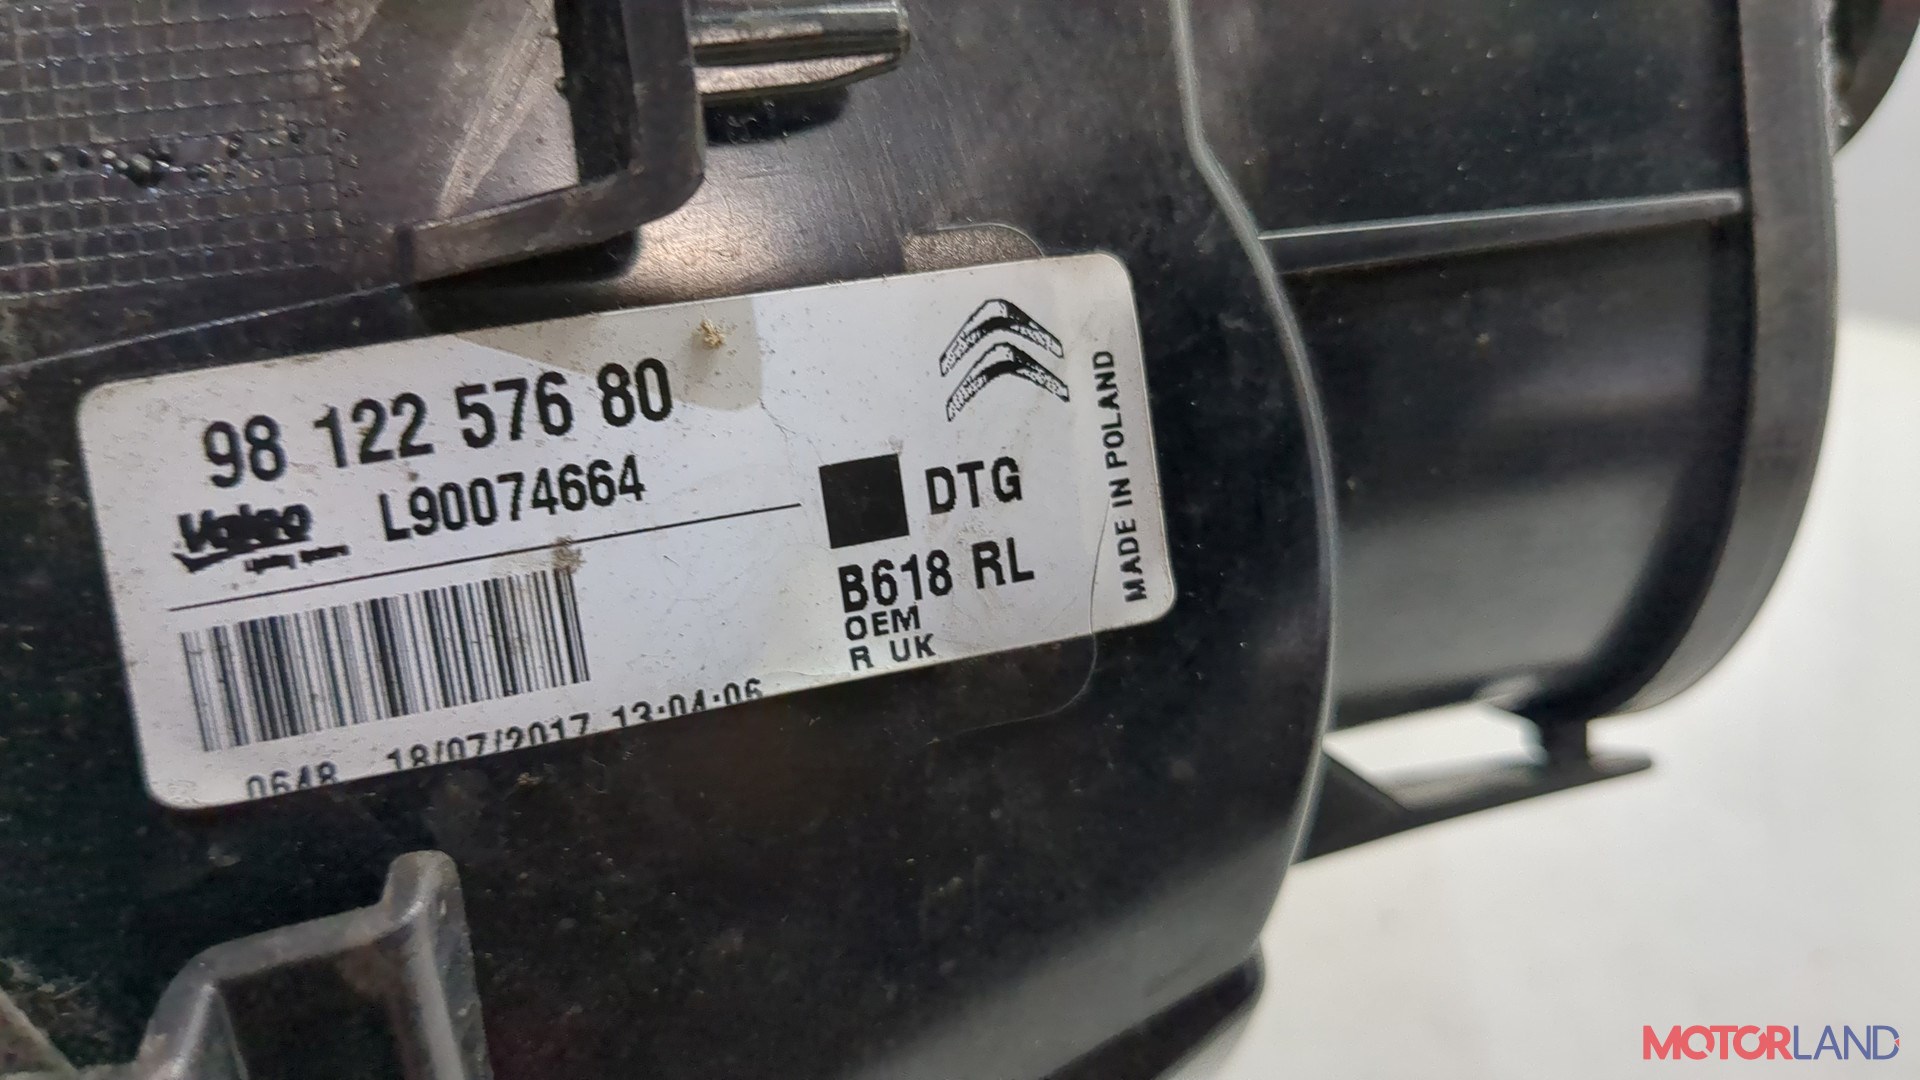 98 122 576 80
Valeo L90074664
DTG
B618 RL
OEM
R UK
MADE IN POLAND
0648 18/07/2017 13:04:06
MOTORLAND